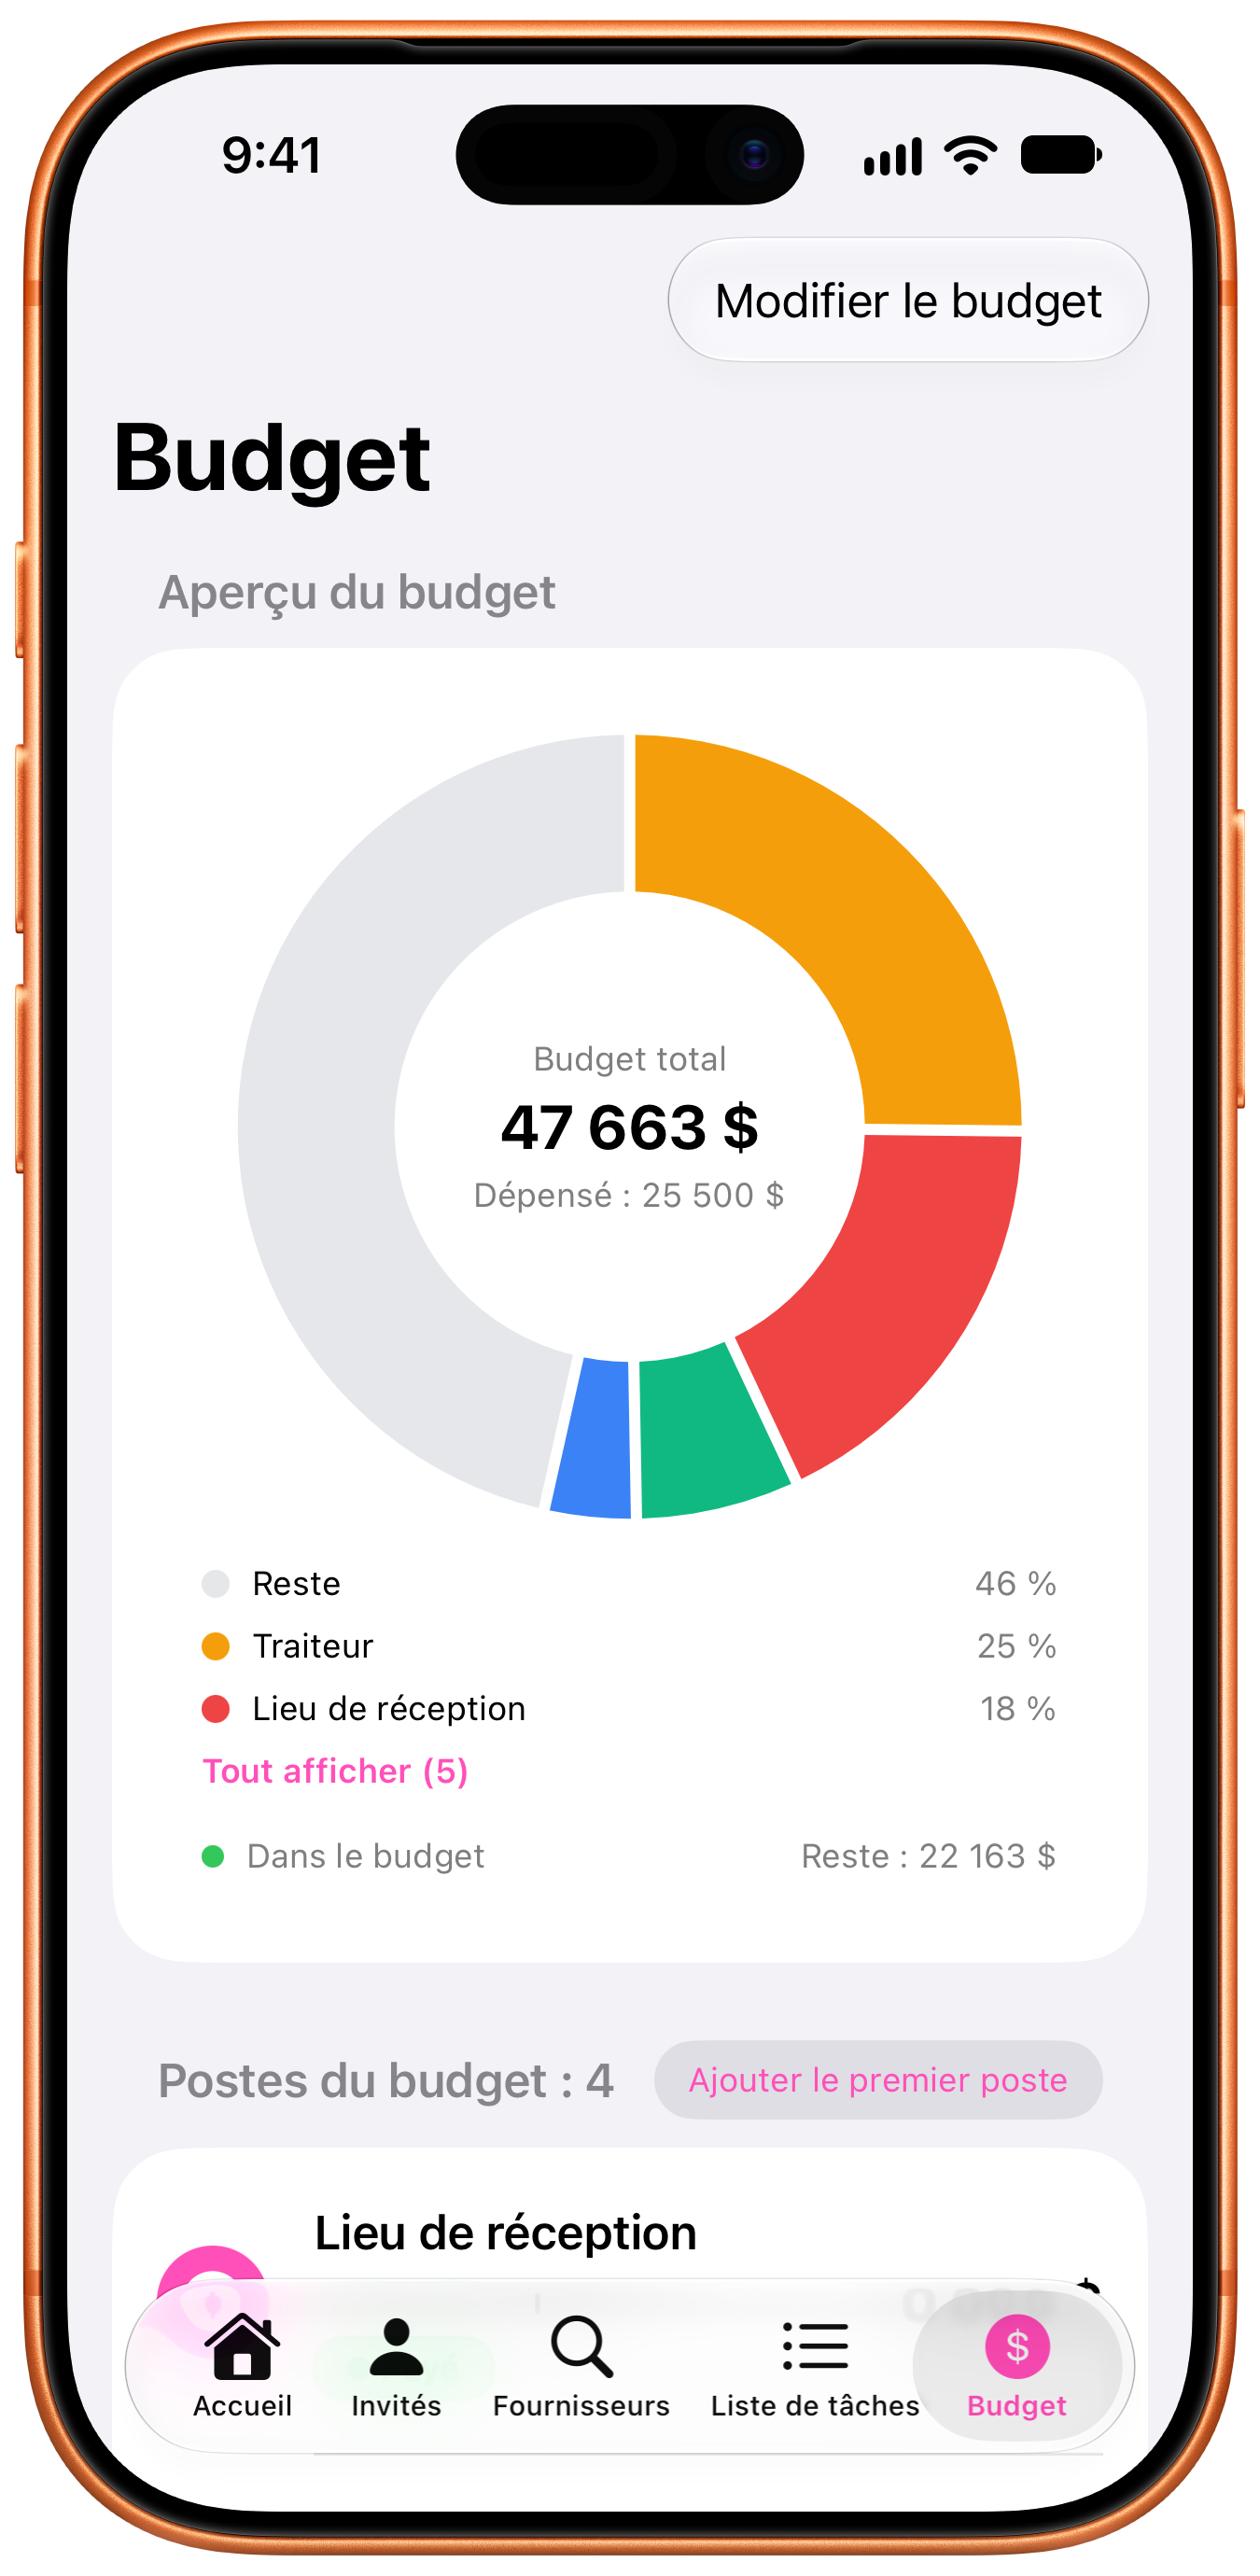 9:41
Modifier le budget
Budget
Aperçu du budget
Budget total
47 663 $
Dépensé : 25 500 $
Reste 46 %
Traiteur 25 %
Lieu de réception 18 %
Tout afficher (5)
Dans le budget Reste : 22 163 $
Postes du budget : 4 Ajouter le premier poste
Lieu de réception
$
Accueil Invités Fournisseurs Liste de tâches Budget